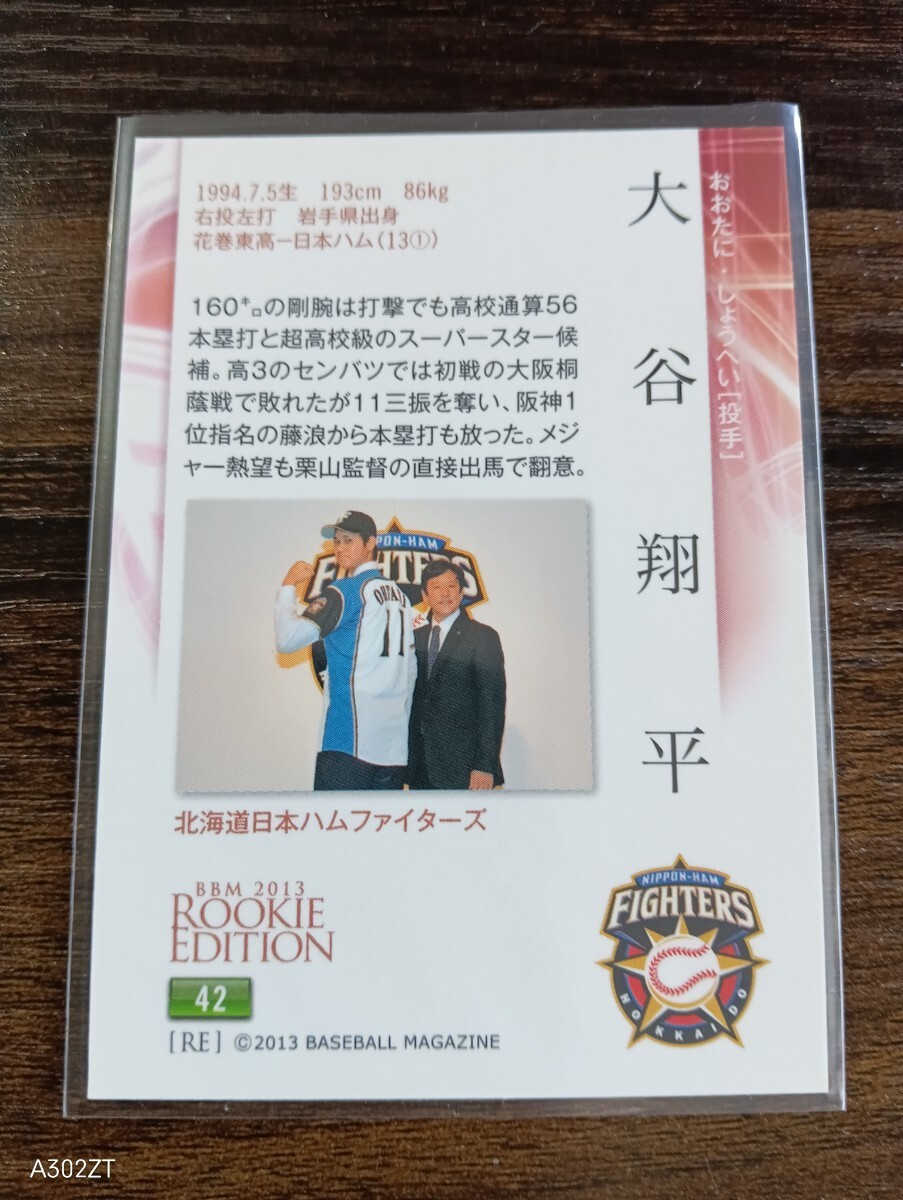 大谷翔平
おおたに・しょうへい[投手]
1994.7.5生 193cm 86kg
右投左打 岩手県出身
花巻東高−日本ハム(13①)
160㌔の剛腕は打撃でも高校通算56
本塁打と超高校級のスーパースター候
補。高3のセンバツでは初戦の大阪桐
蔭戦で敗れたが11三振を奪い、阪神1
位指名の藤浪から本塁打も放った。メジ
ャー熱望も栗山監督の直接出馬で翻意。
NIPPON-HAM
FIGHTERS
OHTANI
11
北海道日本ハムファイターズ
BBM 2013
ROOKIE
EDITION
42
[RE] ©2013 BASEBALL MAGAZINE
NIPPON-HAM
FIGHTERS
HOKKAIDO
A302ZT